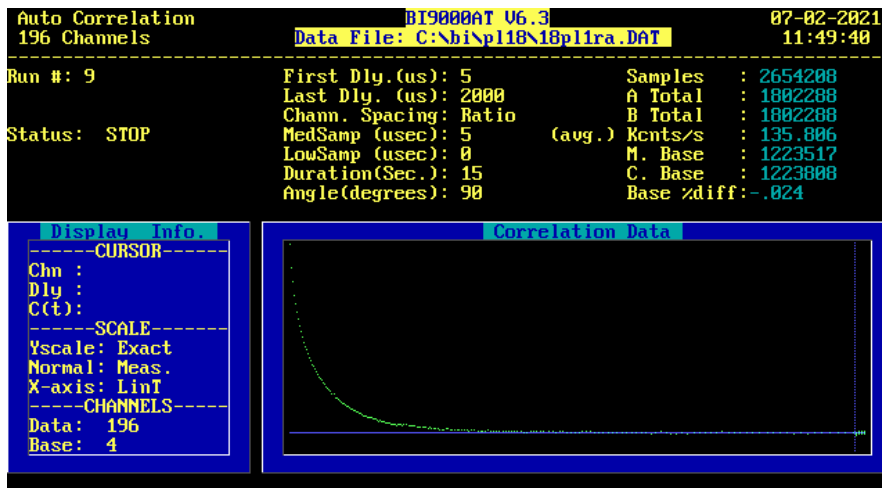 Auto Correlation BI9000AT V6.3 07-02-2021
196 Channels Data File: C:\bi\pl18\18pl1ra.DAT 11:49:40
Run #: 9 First Dly.(us): 5 Samples : 2654208
Last Dly. (us): 2000 A Total : 1802288
Chann. Spacing: Ratio B Total : 1802288
Status: STOP MedSamp (usec): 5 (avg.) Kcnts/s : 135.806
LowSamp (usec): 0 M. Base : 1223517
Duration(Sec.): 15 C. Base : 1223808
Angle(degrees): 90 Base %diff:-.024
Display Info. Correlation Data
------CURSOR------
Chn :
Dly :
C(t):
------SCALE-------
Yscale: Exact
Normal: Meas.
X-axis: LinT
-----CHANNELS-----
Data: 196
Base: 4